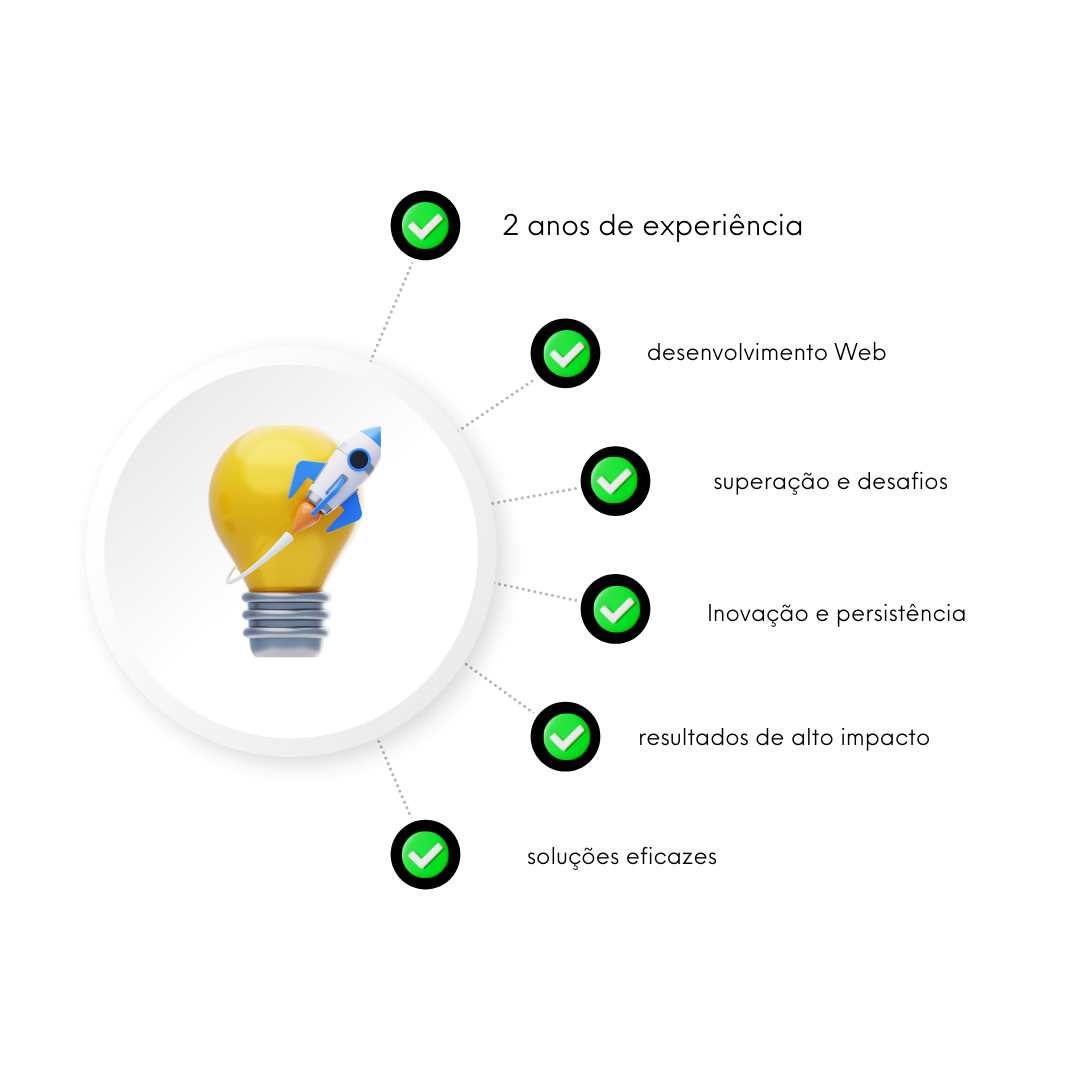 2 anos de experiência
desenvolvimento Web
superação e desafios
Inovação e persistência
resultados de alto impacto
soluções eficazes